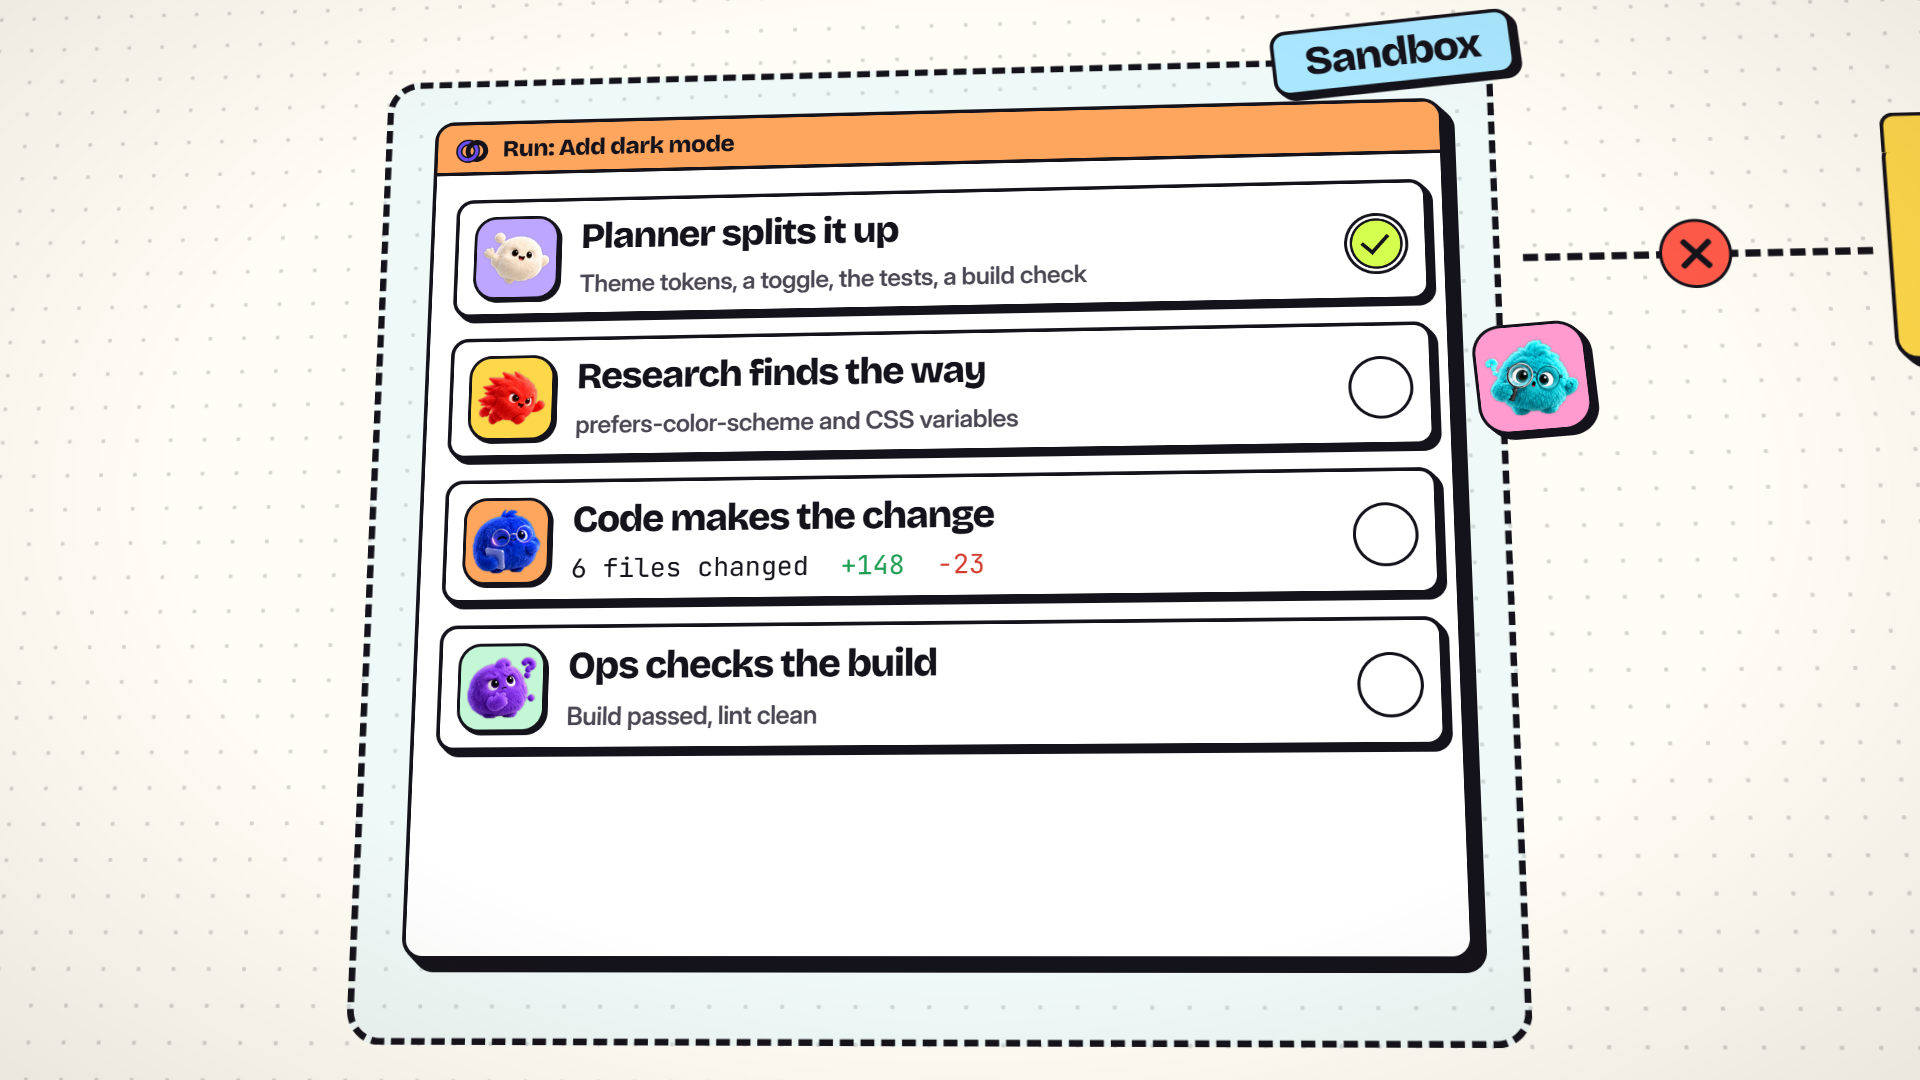 Sandbox
Run: Add dark mode
Planner splits it up
Theme tokens, a toggle, the tests, a build check
Research finds the way
prefers-color-scheme and CSS variables
Code makes the change
6 files changed +148 -23
Ops checks the build
Build passed, lint clean